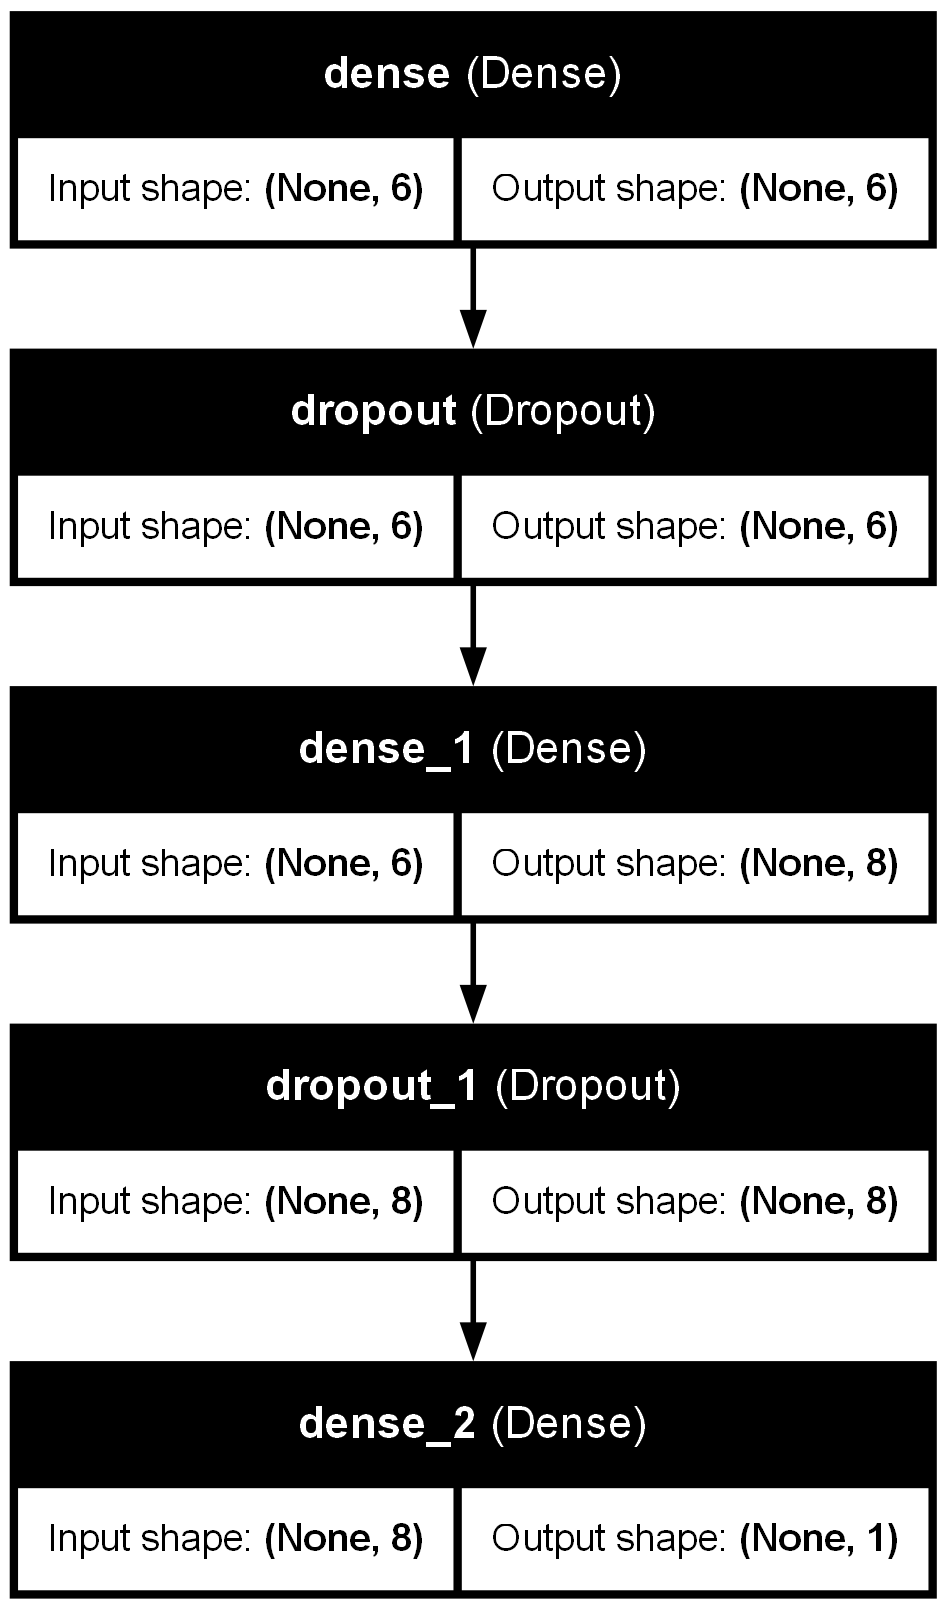 dense (Dense)
Input shape: (None, 6) Output shape: (None, 6)
dropout (Dropout)
Input shape: (None, 6) Output shape: (None, 6)
dense_1 (Dense)
Input shape: (None, 6) Output shape: (None, 8)
dropout_1 (Dropout)
Input shape: (None, 8) Output shape: (None, 8)
dense_2 (Dense)
Input shape: (None, 8) Output shape: (None, 1)